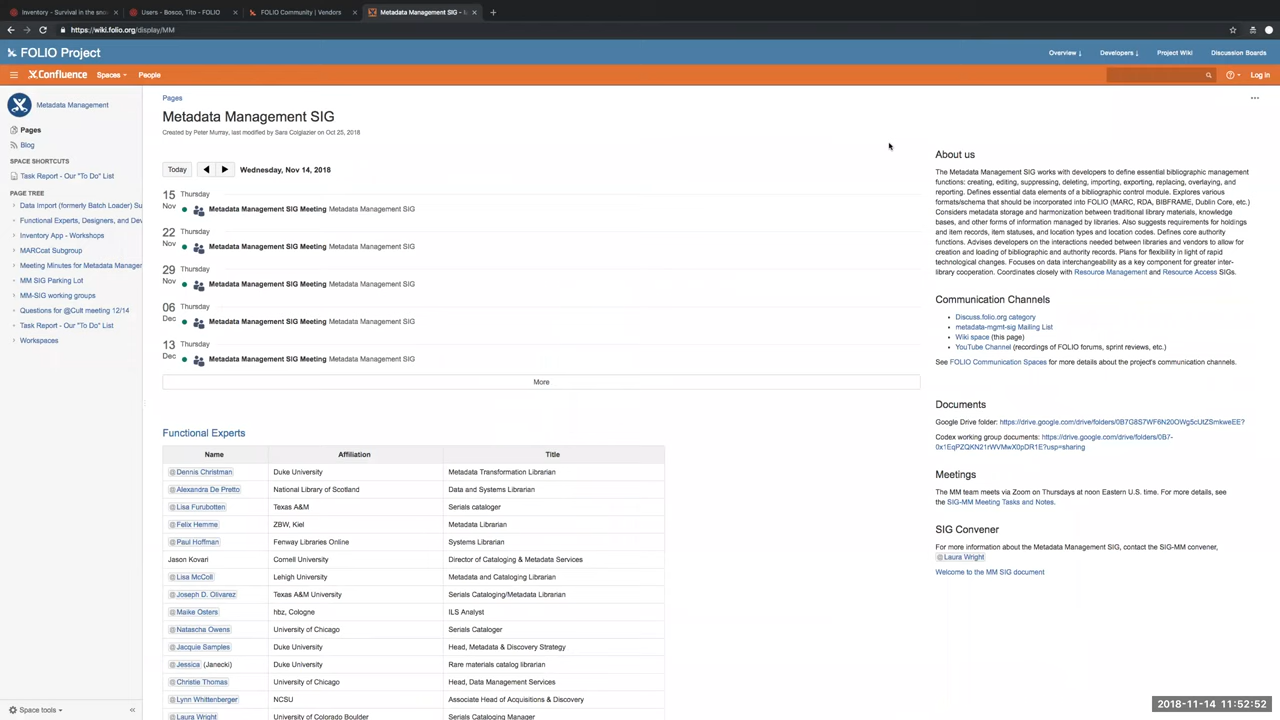 Inventory - Survival in the sno
Users - Bosco, Tito - FOLIO
FOLIO Community | Vendors
Metadata Management SIG -
https://wiki.folio.org/display/MM
FOLIO Project
Overview ↓
Developers ↓
Project Wiki
Discussion Boards
Confluence
Spaces
People
Log in
Metadata Management
Pages
Blog
SPACE SHORTCUTS
Task Report - Our "To Do" List
PAGE TREE
Data Import (formerly Batch Loader) Su
Functional Experts, Designers, and Dev
Inventory App - Workshops
MARCcat Subgroup
Meeting Minutes for Metadata Manager
MM SIG Parking Lot
MM-SIG working groups
Questions for @Cult meeting 12/14
Task Report - Our "To Do" List
Workspaces
Space tools
Pages
Metadata Management SIG
Created by Peter Murray, last modified by Sara Colglazier on Oct 25, 2018
Today
Wednesday, Nov 14, 2018
15 Thursday
Nov Metadata Management SIG Meeting Metadata Management SIG
22 Thursday
Nov Metadata Management SIG Meeting Metadata Management SIG
29 Thursday
Nov Metadata Management SIG Meeting Metadata Management SIG
06 Thursday
Dec Metadata Management SIG Meeting Metadata Management SIG
13 Thursday
Dec Metadata Management SIG Meeting Metadata Management SIG
More
Functional Experts
Name Affiliation Title
@Dennis Christman Duke University Metadata Transformation Librarian
@Alexandra De Pretto National Library of Scotland Data and Systems Librarian
@Lisa Furubotten Texas A&M Serials cataloger
@Felix Hemme ZBW, Kiel Metadata Librarian
@Paul Hoffman Fenway Libraries Online Systems Librarian
Jason Kovari Cornell University Director of Cataloging & Metadata Services
@Lisa McColl Lehigh University Metadata and Cataloging Librarian
@Joseph D. Olivarez Texas A&M University Serials Cataloging/Metadata Librarian
@Maike Osters hbz, Cologne ILS Analyst
@Natascha Owens University of Chicago Serials Cataloger
@Jacquie Samples Duke University Head, Metadata & Discovery Strategy
@Jessica (Janecki) Duke University Rare materials catalog librarian
@Christie Thomas University of Chicago Head, Data Management Services
@Lynn Whittenberger NCSU Associate Head of Acquisitions & Discovery
@Laura Wright University of Colorado Boulder Serials Cataloging Manager
About us
The Metadata Management SIG works with developers to define essential bibliographic management
functions: creating, editing, suppressing, deleting, importing, exporting, replacing, overlaying, and
reporting. Defines essential data elements of a bibliographic control module. Explores various
formats/schema that should be incorporated into FOLIO (MARC, RDA, BIBFRAME, Dublin Core, etc.)
Considers metadata storage and harmonization between traditional library materials, knowledge
bases, and other forms of information managed by libraries. Also suggests requirements for holdings
and item records, item statuses, and location types and location codes. Defines core authority
functions. Advises developers on the interactions needed between libraries and vendors to allow for
creation and loading of bibliographic and authority records. Plans for flexibility in light of rapid
technological changes. Focuses on data interchangeability as a key component for greater inter-
library cooperation. Coordinates closely with Resource Management and Resource Access SIGs.
Communication Channels
Discuss.folio.org category
metadata-mgmt-sig Mailing List
Wiki space (this page)
YouTube Channel (recordings of FOLIO forums, sprint reviews, etc.)
See FOLIO Communication Spaces for more details about the project's communication channels.
Documents
Google Drive folder: https://drive.google.com/drive/folders/0B7G8S7WF6N20OWg5cUtZSmkweEE?
Codex working group documents: https://drive.google.com/drive/folders/0B7-
0x1EqPZQKN21rWVMwX0pDR1E?usp=sharing
Meetings
The MM team meets via Zoom on Thursdays at noon Eastern U.S. time. For more details, see
the SIG-MM Meeting Tasks and Notes.
SIG Convener
For more information about the Metadata Management SIG, contact the SIG-MM convener,
@Laura Wright
Welcome to the MM SIG document
2018-11-14 11:52:52